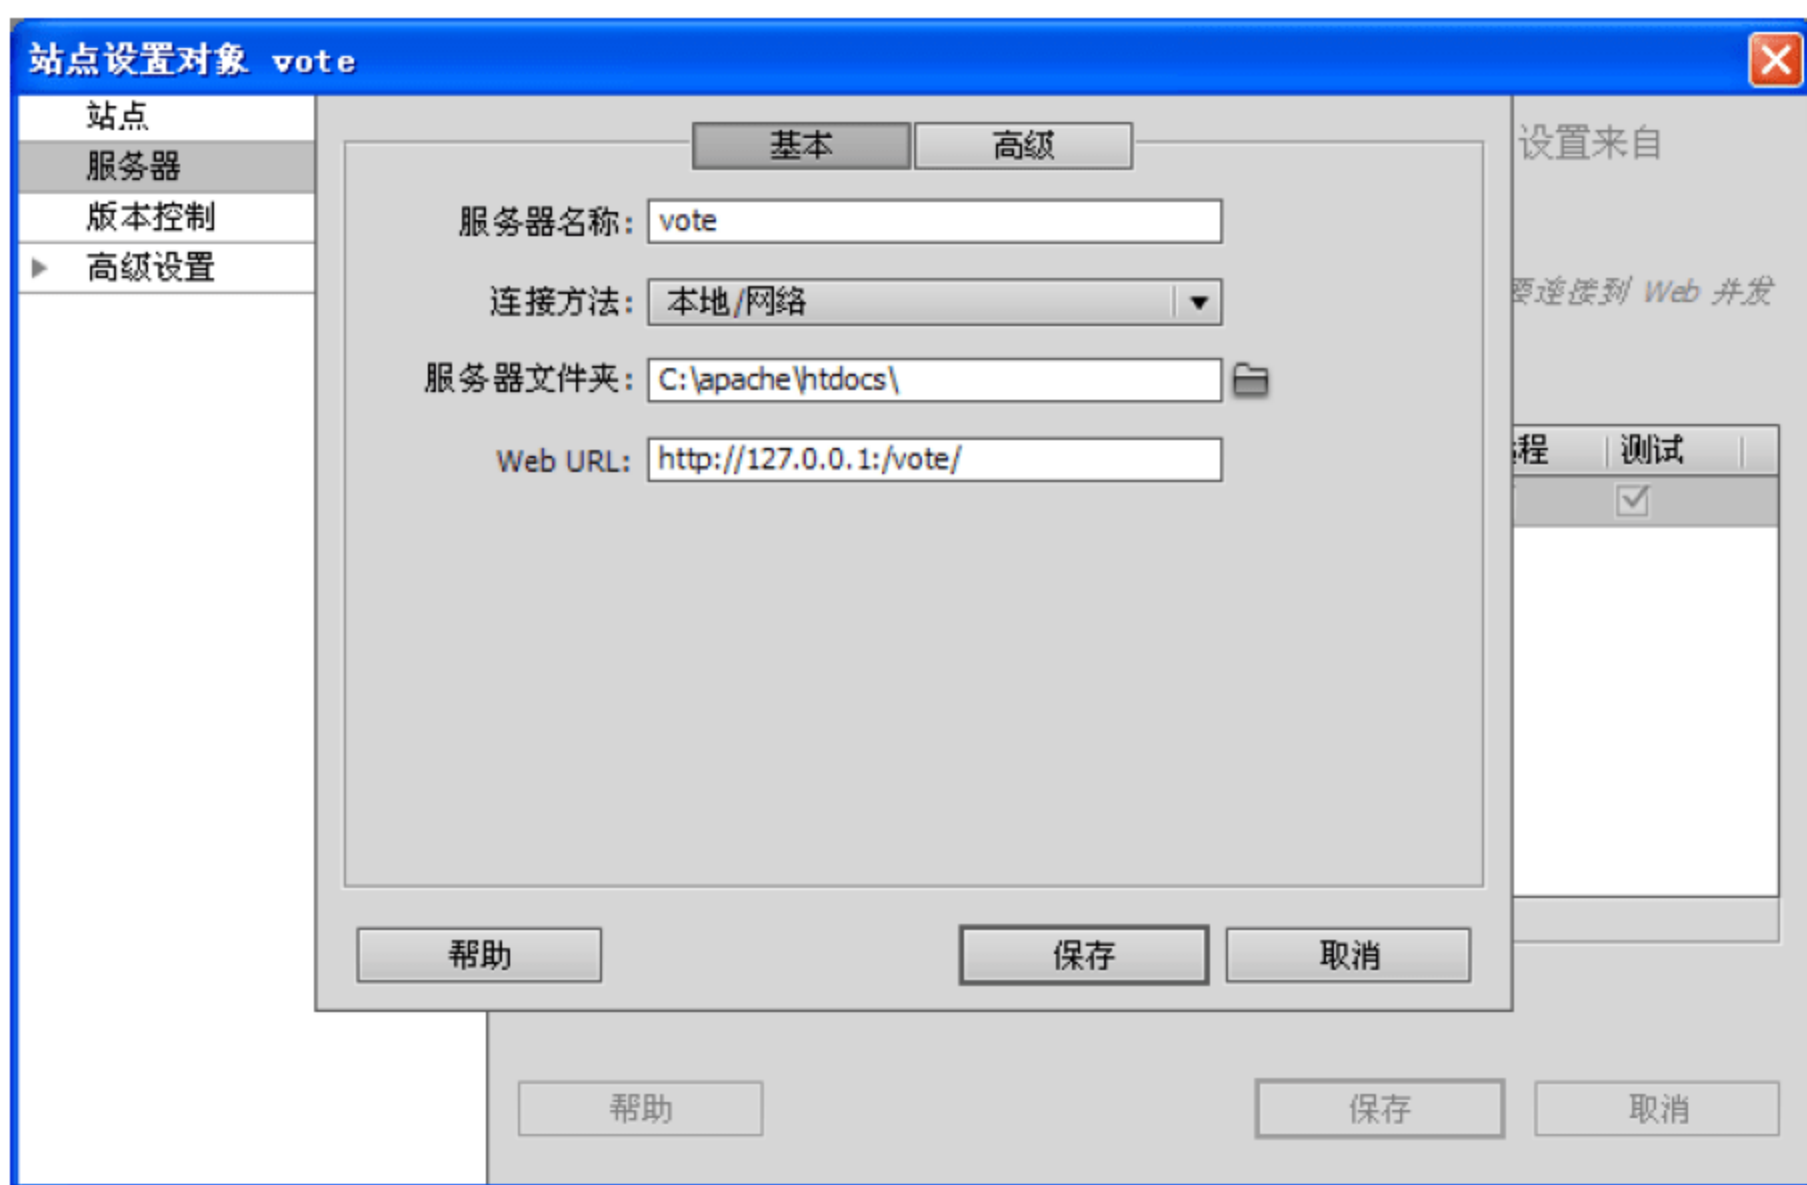 站点设置对象 vote
站点
服务器
版本控制
高级设置
基本
高级
设置来自
服务器名称: vote
连接方法: 本地/网络
要连接到 Web 并发
服务器文件夹: C:\apache\htdocs\
Web URL: http://127.0.0.1:/vote/
程
测试
帮助
保存
取消
帮助
保存
取消